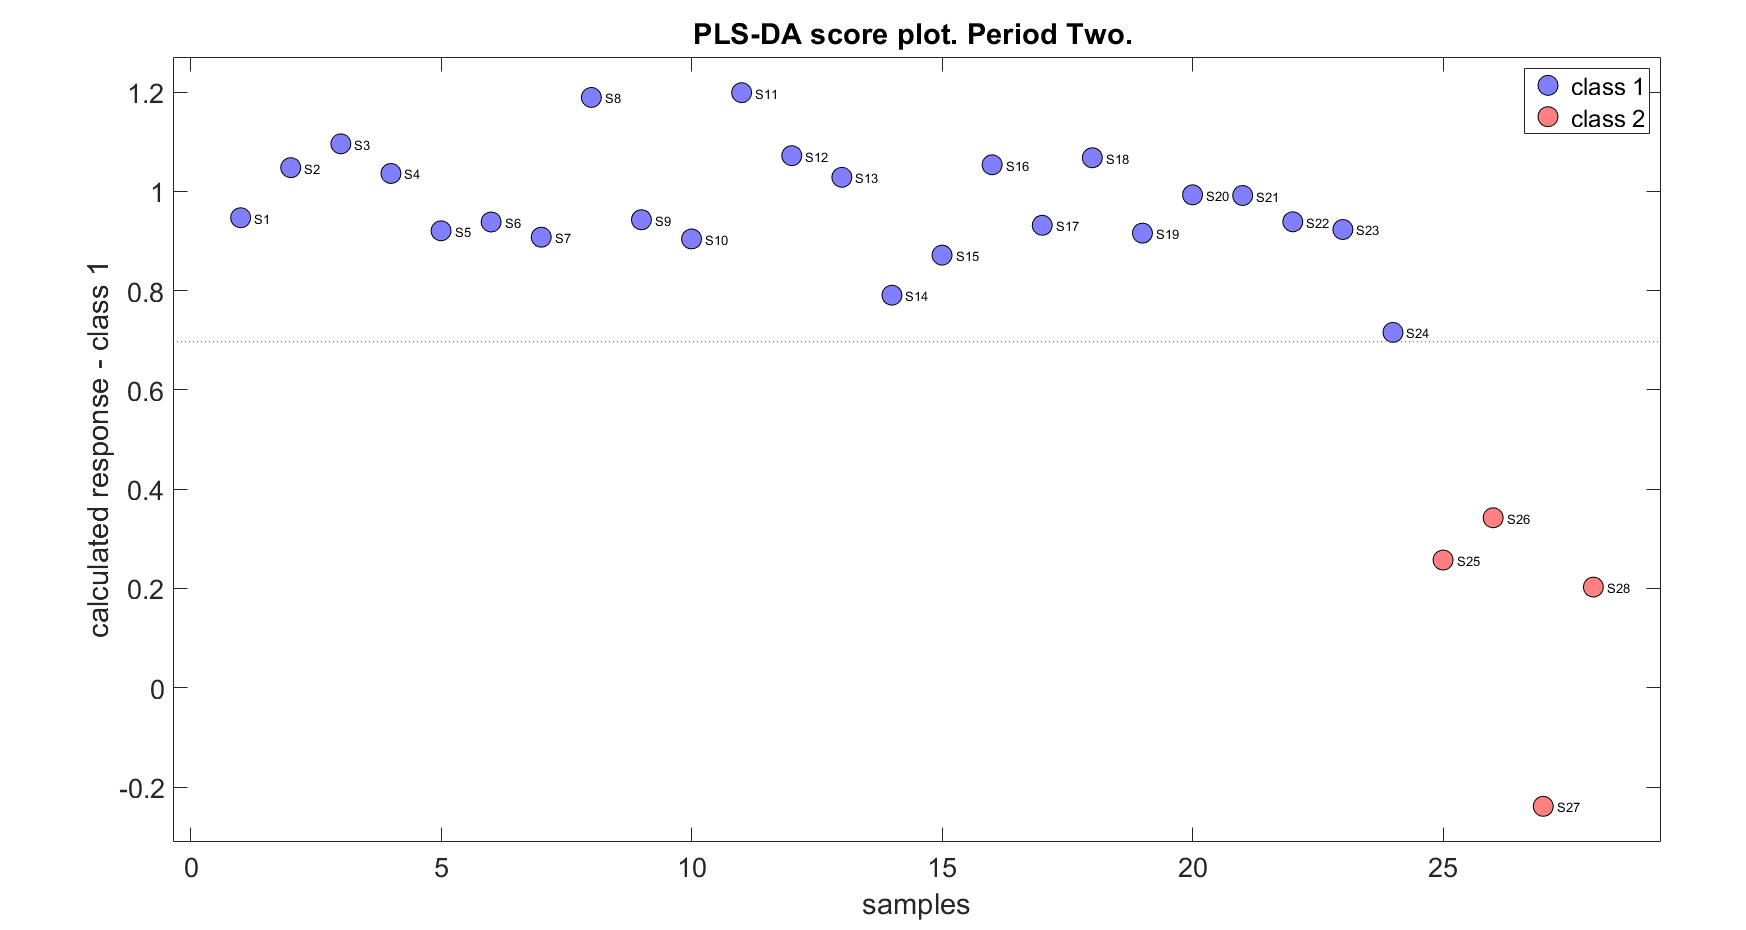 PLS-DA score plot. Period Two.
class 1
class 2
calculated response - class 1
1.2
1
0.8
0.6
0.4
0.2
0
-0.2
S1
S2
S3
S4
S5
S6
S7
S8
S9
S10
S11
S12
S13
S14
S15
S16
S17
S18
S19
S20
S21
S22
S23
S24
S25
S26
S27
S28
0 5 10 15 20 25
samples